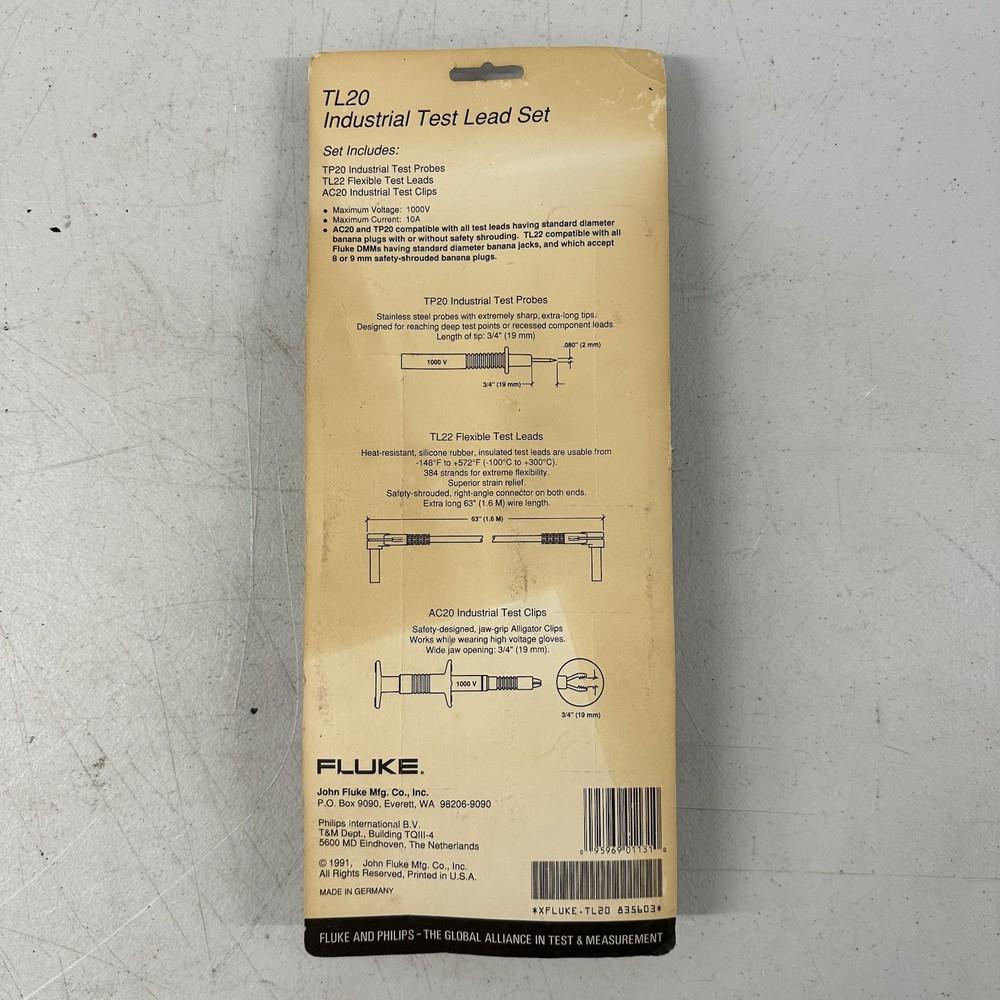 TL20
Industrial Test Lead Set
Set Includes:
TP20 Industrial Test Probes
TL22 Flexible Test Leads
AC20 Industrial Test Clips
• Maximum Voltage: 1000V
• Maximum Current: 10A
• AC20 and TP20 compatible with all test leads having standard diameter
banana plugs with or without safety shrouding. TL22 compatible with all
Fluke DMMs having standard diameter banana jacks, and which accept
8 or 9 mm safety-shrouded banana plugs.
TP20 Industrial Test Probes
Stainless steel probes with extremely sharp, extra-long tips.
Designed for reaching deep test points or recessed component leads.
Length of tip: 3/4" (19 mm)
.080" (2 mm)
1000 V
3/4" (19 mm)
TL22 Flexible Test Leads
Heat-resistant, silicone rubber, insulated test leads are usable from
-148°F to +572°F (-100°C to +300°C).
384 strands for extreme flexibility.
Superior strain relief.
Safety-shrouded, right-angle connector on both ends.
Extra long 63" (1.6 M) wire length.
63" (1.6 M)
AC20 Industrial Test Clips
Safety-designed, jaw-grip Alligator Clips
Works while wearing high voltage gloves.
Wide jaw opening: 3/4" (19 mm).
1000 V
3/4" (19 mm)
FLUKE®
John Fluke Mfg. Co., Inc.
P.O. Box 9090, Everett, WA 98206-9090
Philips International B.V.
T&M Dept., Building TQIII-4
5600 MD Eindhoven, The Netherlands
© 1991, John Fluke Mfg. Co., Inc.
All Rights Reserved, Printed in U.S.A.
MADE IN GERMANY
0 95969 01131 0
*XFLUKE-TL20 835603*
FLUKE AND PHILIPS - THE GLOBAL ALLIANCE IN TEST & MEASUREMENT